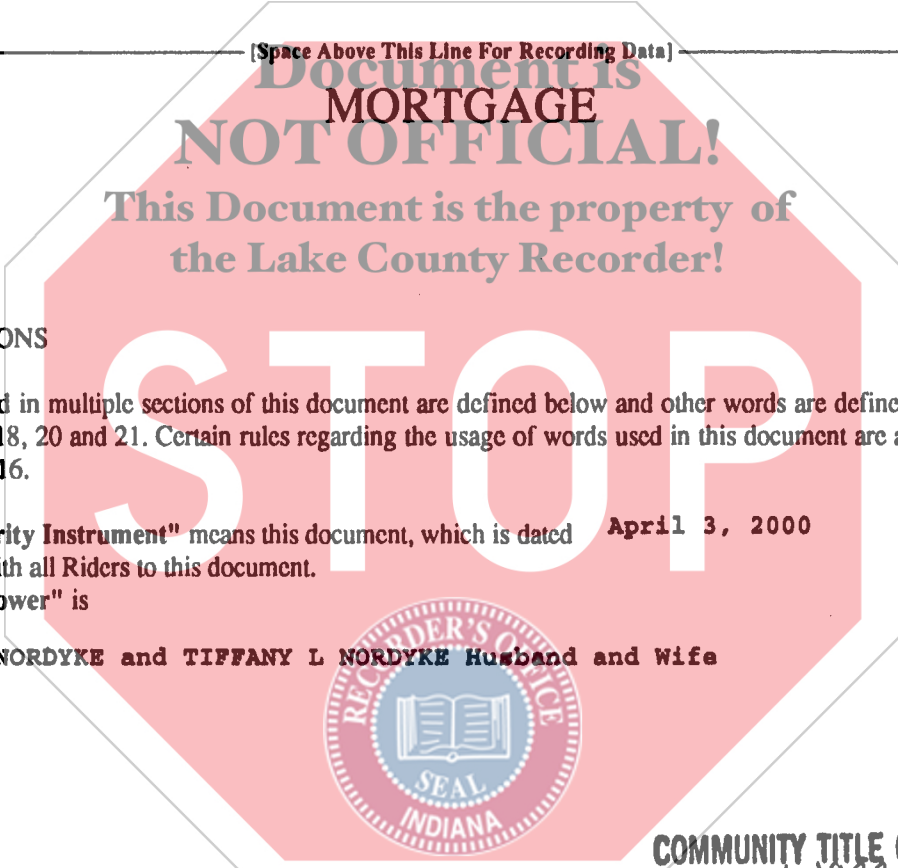 [Space Above This Line For Recording Data]
Document is
MORTGAGE
NOT OFFICIAL!
This Document is the property of
the Lake County Recorder!
ONS
d in multiple sections of this document are defined below and other words are define
18, 20 and 21. Certain rules regarding the usage of words used in this document are a
16.
rity Instrument" means this document, which is dated April 3, 2000
ith all Riders to this document.
ower" is
NORDYKE and TIFFANY L NORDYKE Husband and Wife
STOP
RECORDER'S OFFICE
SEAL
INDIANA
COMMUNITY TITLE